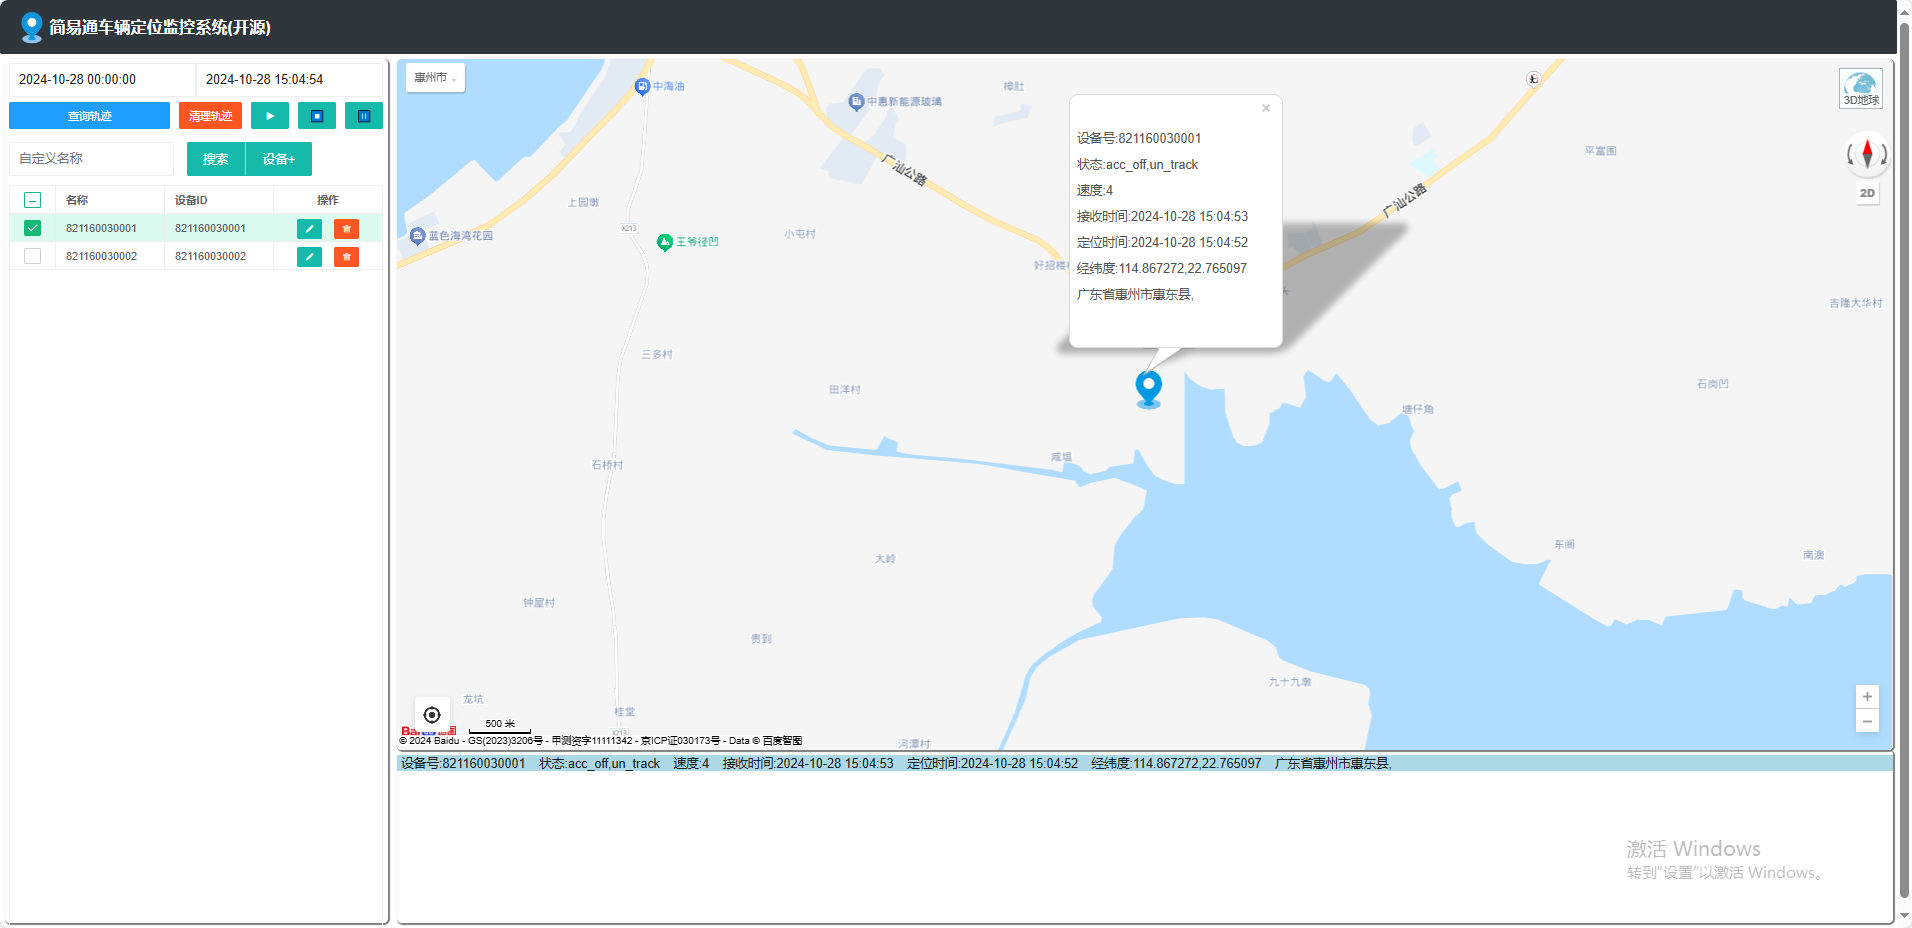 简易通车辆定位监控系统(开源)
2024-10-28 00:00:00
2024-10-28 15:04:54
查询轨迹
清理轨迹
自定义名称
搜索
设备+
名称
设备ID
操作
821160030001
821160030001
821160030002
821160030002
惠州市
中海油
中惠新能源玻璃
樟肚
3D地球
广汕公路
平富围
2D
上园墩
X213
蓝色海湾花园
王爷径凹
小屯村
好招楼
广汕公路
吉隆大华村
设备号:821160030001
状态:acc_off,un_track
速度:4
接收时间:2024-10-28 15:04:53
定位时间:2024-10-28 15:04:52
经纬度:114.867272,22.765097
广东省惠州市惠东县,
三多村
田洋村
石岗凹
塘仔角
石桥村
咸埕
大岭
东阁
南澳
钟屋村
贵到
九十九墩
龙坑
桂堂
X213
河潭村
500 米
© 2024 Baidu - GS(2023)3206号 - 甲测资字11111342 - 京ICP证030173号 - Data © 百度智图
设备号:821160030001 状态:acc_off,un_track 速度:4 接收时间:2024-10-28 15:04:53 定位时间:2024-10-28 15:04:52 经纬度:114.867272,22.765097 广东省惠州市惠东县,
激活 Windows
转到“设置”以激活 Windows。